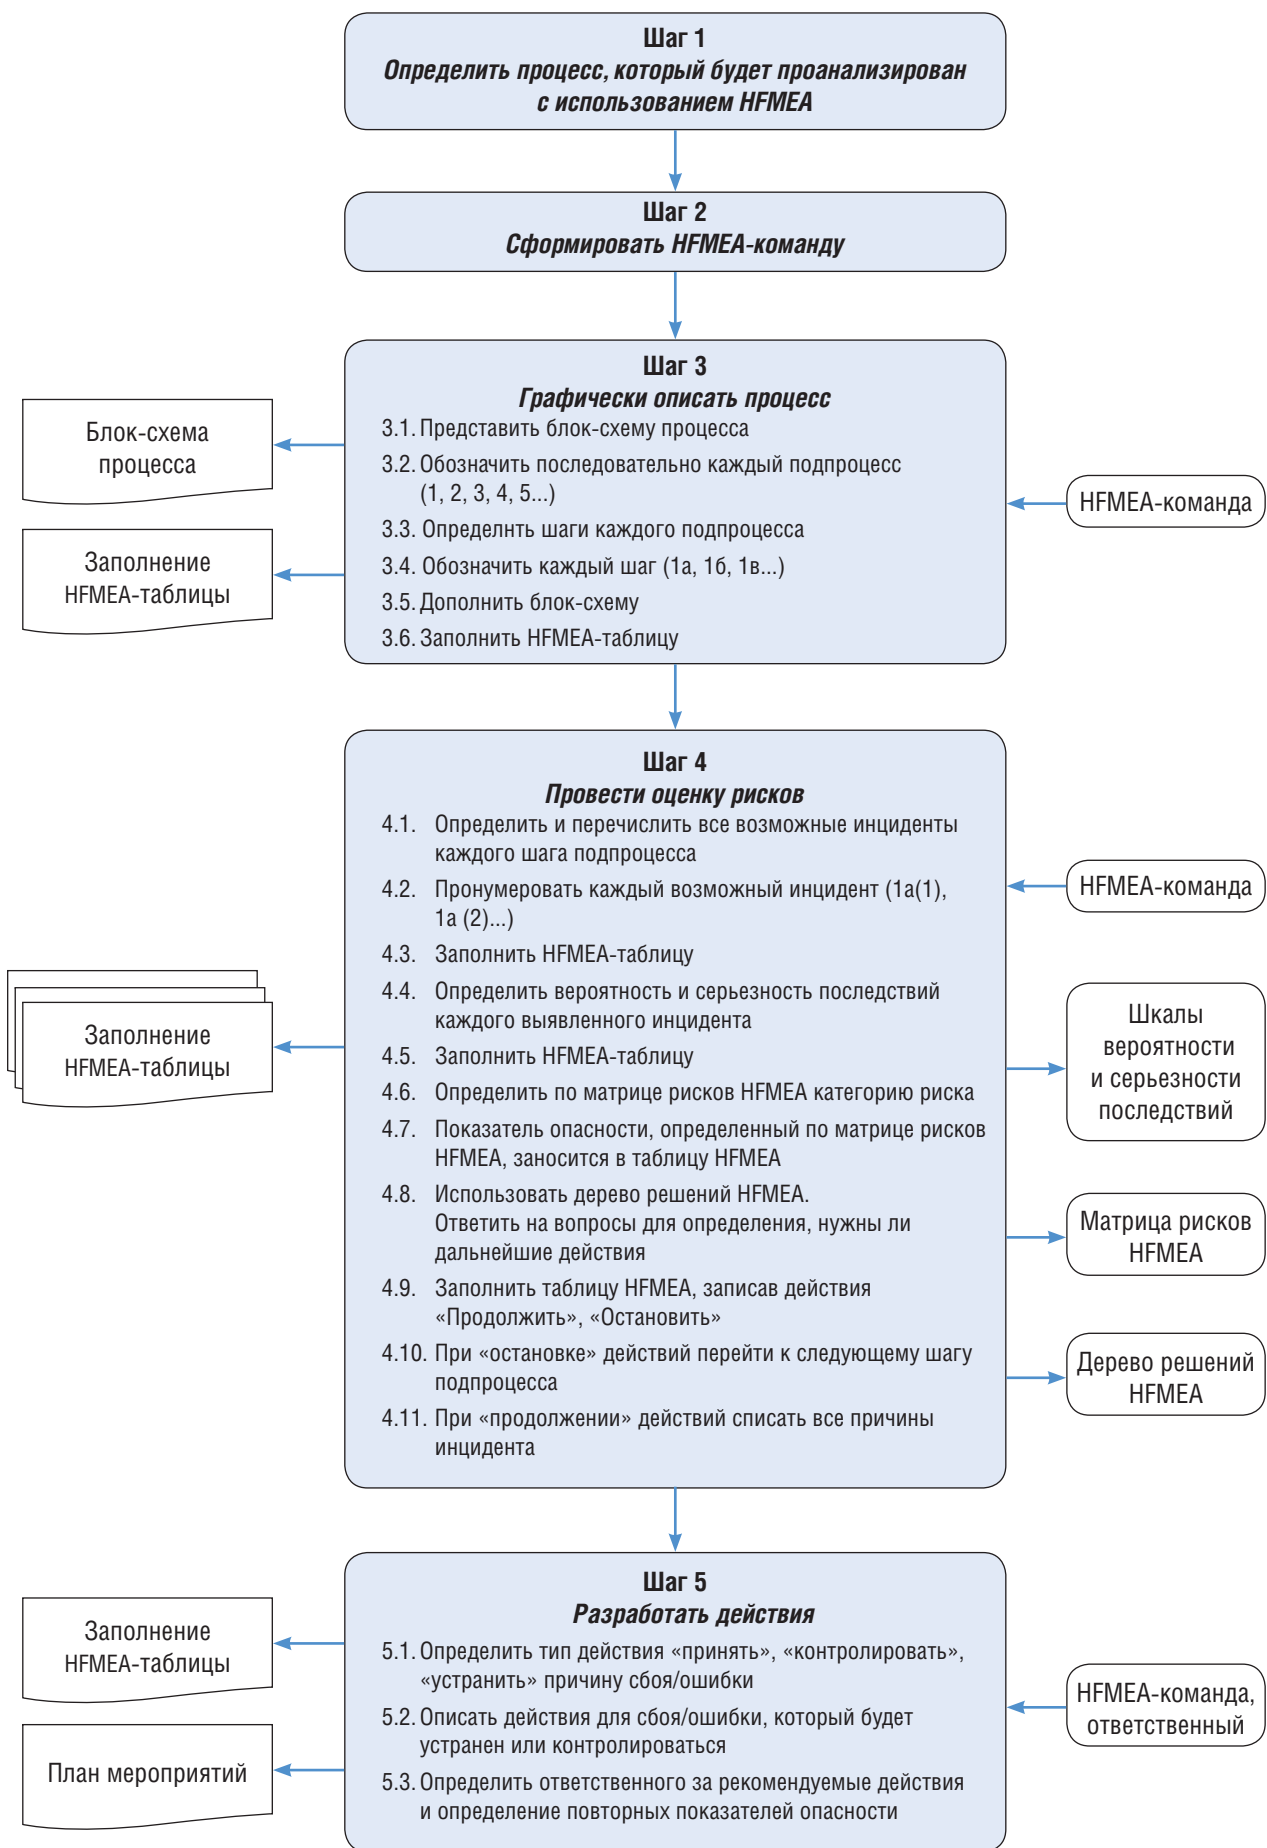 Шаг 1
Определить процесс, который будет проанализирован
с использованием HFMEA
Шаг 2
Сформировать HFMEA-команду
Шаг 3
Графически описать процесс
3.1. Представить блок-схему процесса
3.2. Обозначить последовательно каждый подпроцесс
(1, 2, 3, 4, 5...)
3.3. Определнть шаги каждого подпроцесса
3.4. Обозначить каждый шаг (1а, 1б, 1в...)
3.5. Дополнить блок-схему
3.6. Заполнить HFMEA-таблицу
Блок-схема
процесса
Заполнение
HFMEA-таблицы
HFMEA-команда
Шаг 4
Провести оценку рисков
4.1. Определить и перечислить все возможные инциденты
каждого шага подпроцесса
4.2. Пронумеровать каждый возможный инцидент (1а(1),
1а (2)...)
4.3. Заполнить HFMEA-таблицу
4.4. Определить вероятность и серьезность последствий
каждого выявленного инцидента
4.5. Заполнить HFMEA-таблицу
4.6. Определить по матрице рисков HFMEA категорию риска
4.7. Показатель опасности, определенный по матрице рисков
HFMEA, заносится в таблицу HFMEA
4.8. Использовать дерево решений HFMEA.
Ответить на вопросы для определения, нужны ли
дальнейшие действия
4.9. Заполнить таблицу HFMEA, записав действия
«Продолжить», «Остановить»
4.10. При «остановке» действий перейти к следующему шагу
подпроцесса
4.11. При «продолжении» действий списать все причины
инцидента
Заполнение
HFMEA-таблицы
HFMEA-команда
Шкалы
вероятности
и серьезности
последствий
Матрица рисков
HFMEA
Дерево решений
HFMEA
Шаг 5
Разработать действия
5.1. Определить тип действия «принять», «контролировать»,
«устранить» причину сбоя/ошибки
5.2. Описать действия для сбоя/ошибки, который будет
устранен или контролироваться
5.3. Определить ответственного за рекомендуемые действия
и определение повторных показателей опасности
Заполнение
HFMEA-таблицы
План мероприятий
HFMEA-команда,
ответственный